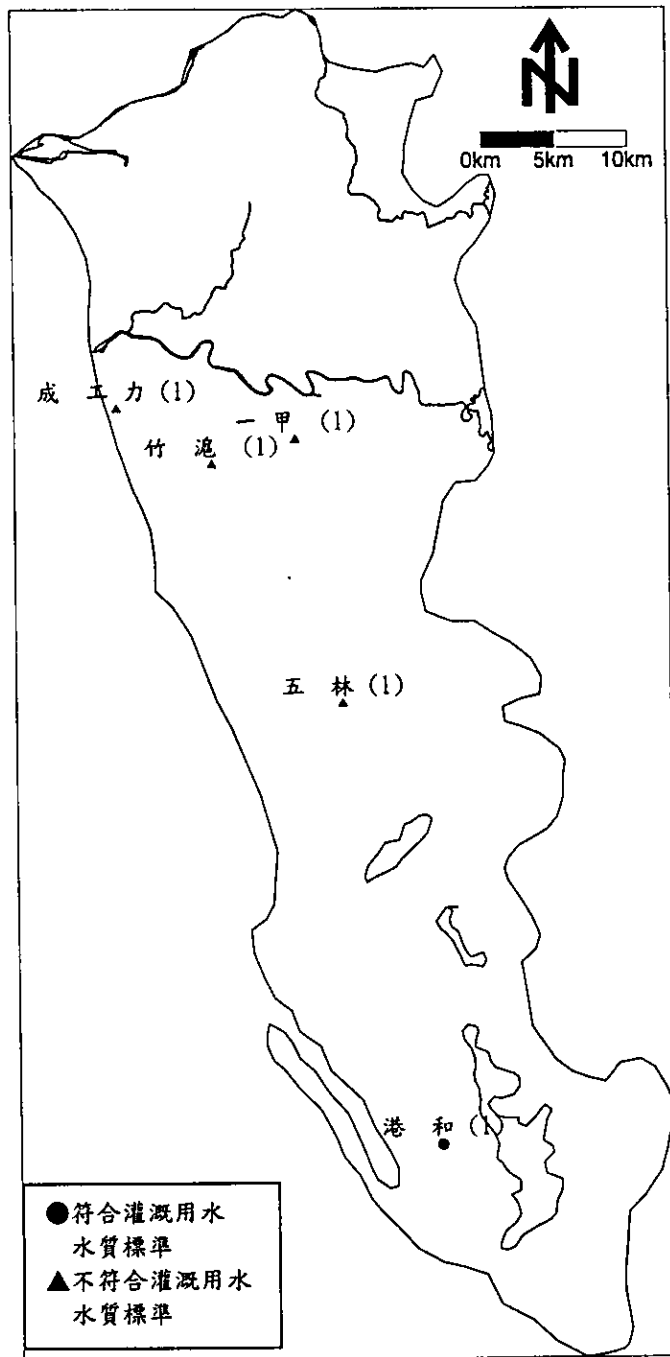 N
0km 5km 10km
成 工 力 (1)
一 甲 (1)
竹 滬 (1)
五 林 (1)
港 和 (1)
●符合灌溉用水
水質標準
▲不符合灌溉用水
水質標準